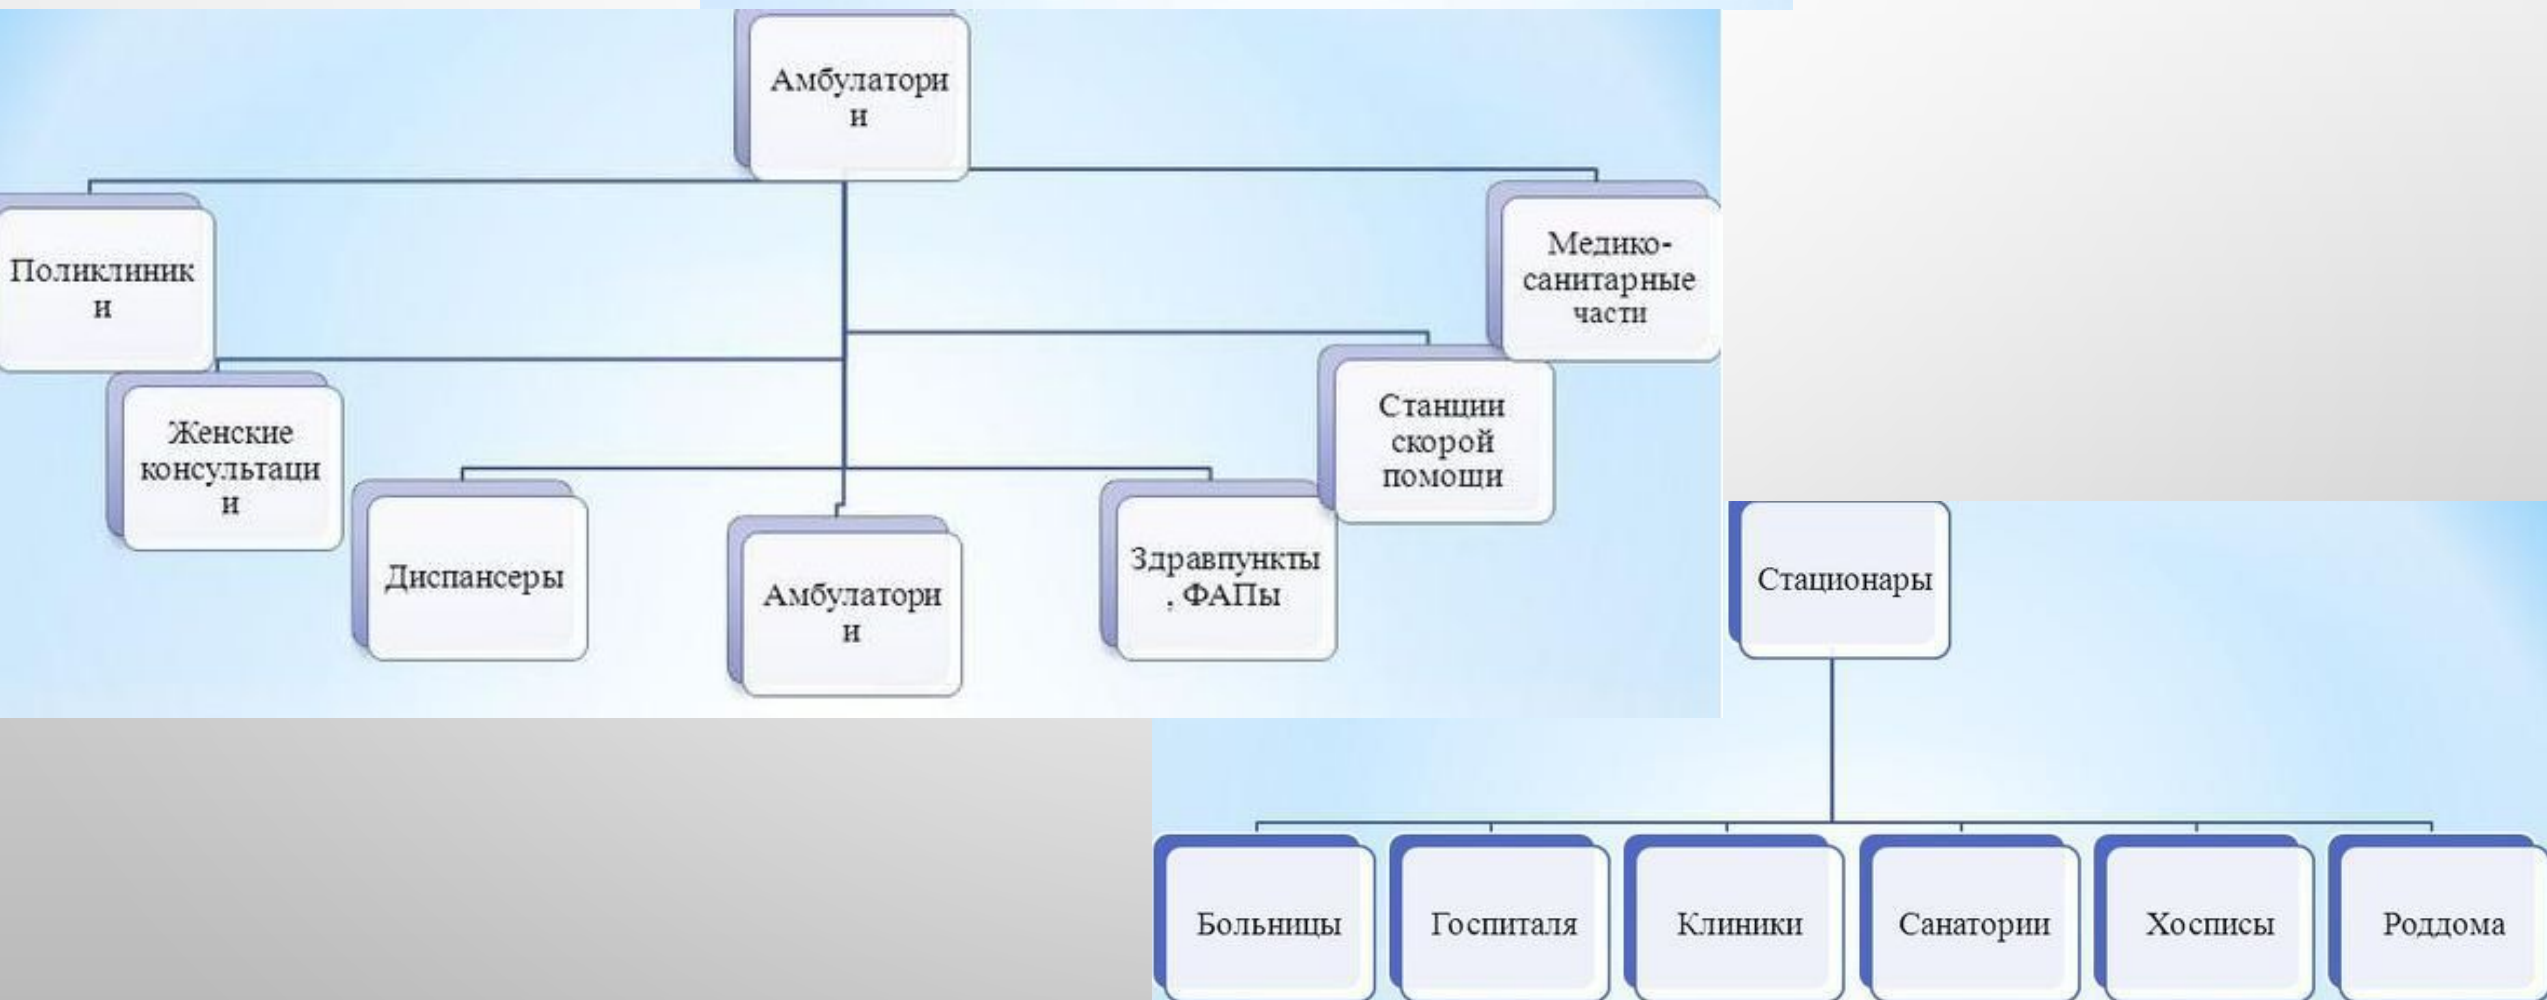 Амбулатори
и
Поликлиник
и
Медико-
санитарные
части
Женские
консультаци
и
Станции
скорой
помощи
Диспансеры
Амбулатори
и
Здравпункты
, ФАПы
Стационары
Больницы
Госпиталя
Клиники
Санатории
Хосписы
Роддома